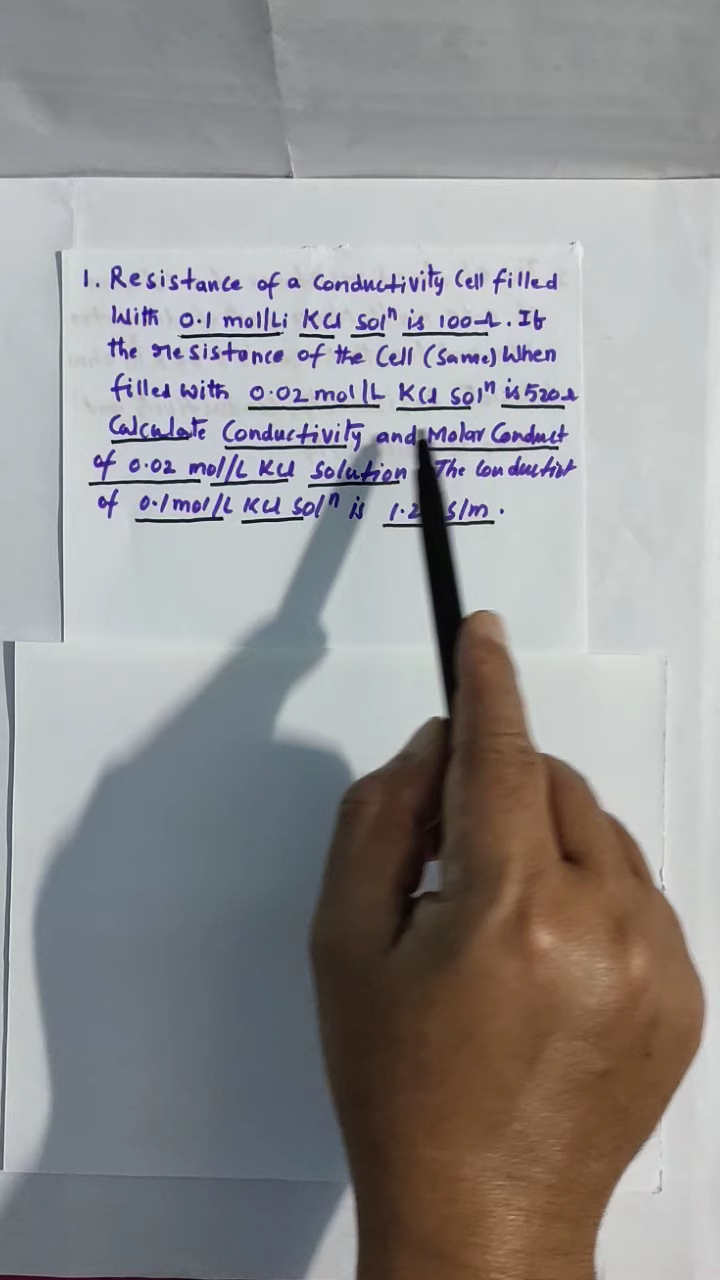 1. Resistance of a Conductivity Cell filled
With 0.1 mol/Li KCl Solⁿ is 100Ω. If
the resistance of the Cell (Same) When
filled with 0.02 mol/L KCl Solⁿ is 520Ω
Calculate Conductivity and Molar Conduct
of 0.02 mol/L KCl Solution The
of 0.1 mol/L KCl Solⁿ is S/m.